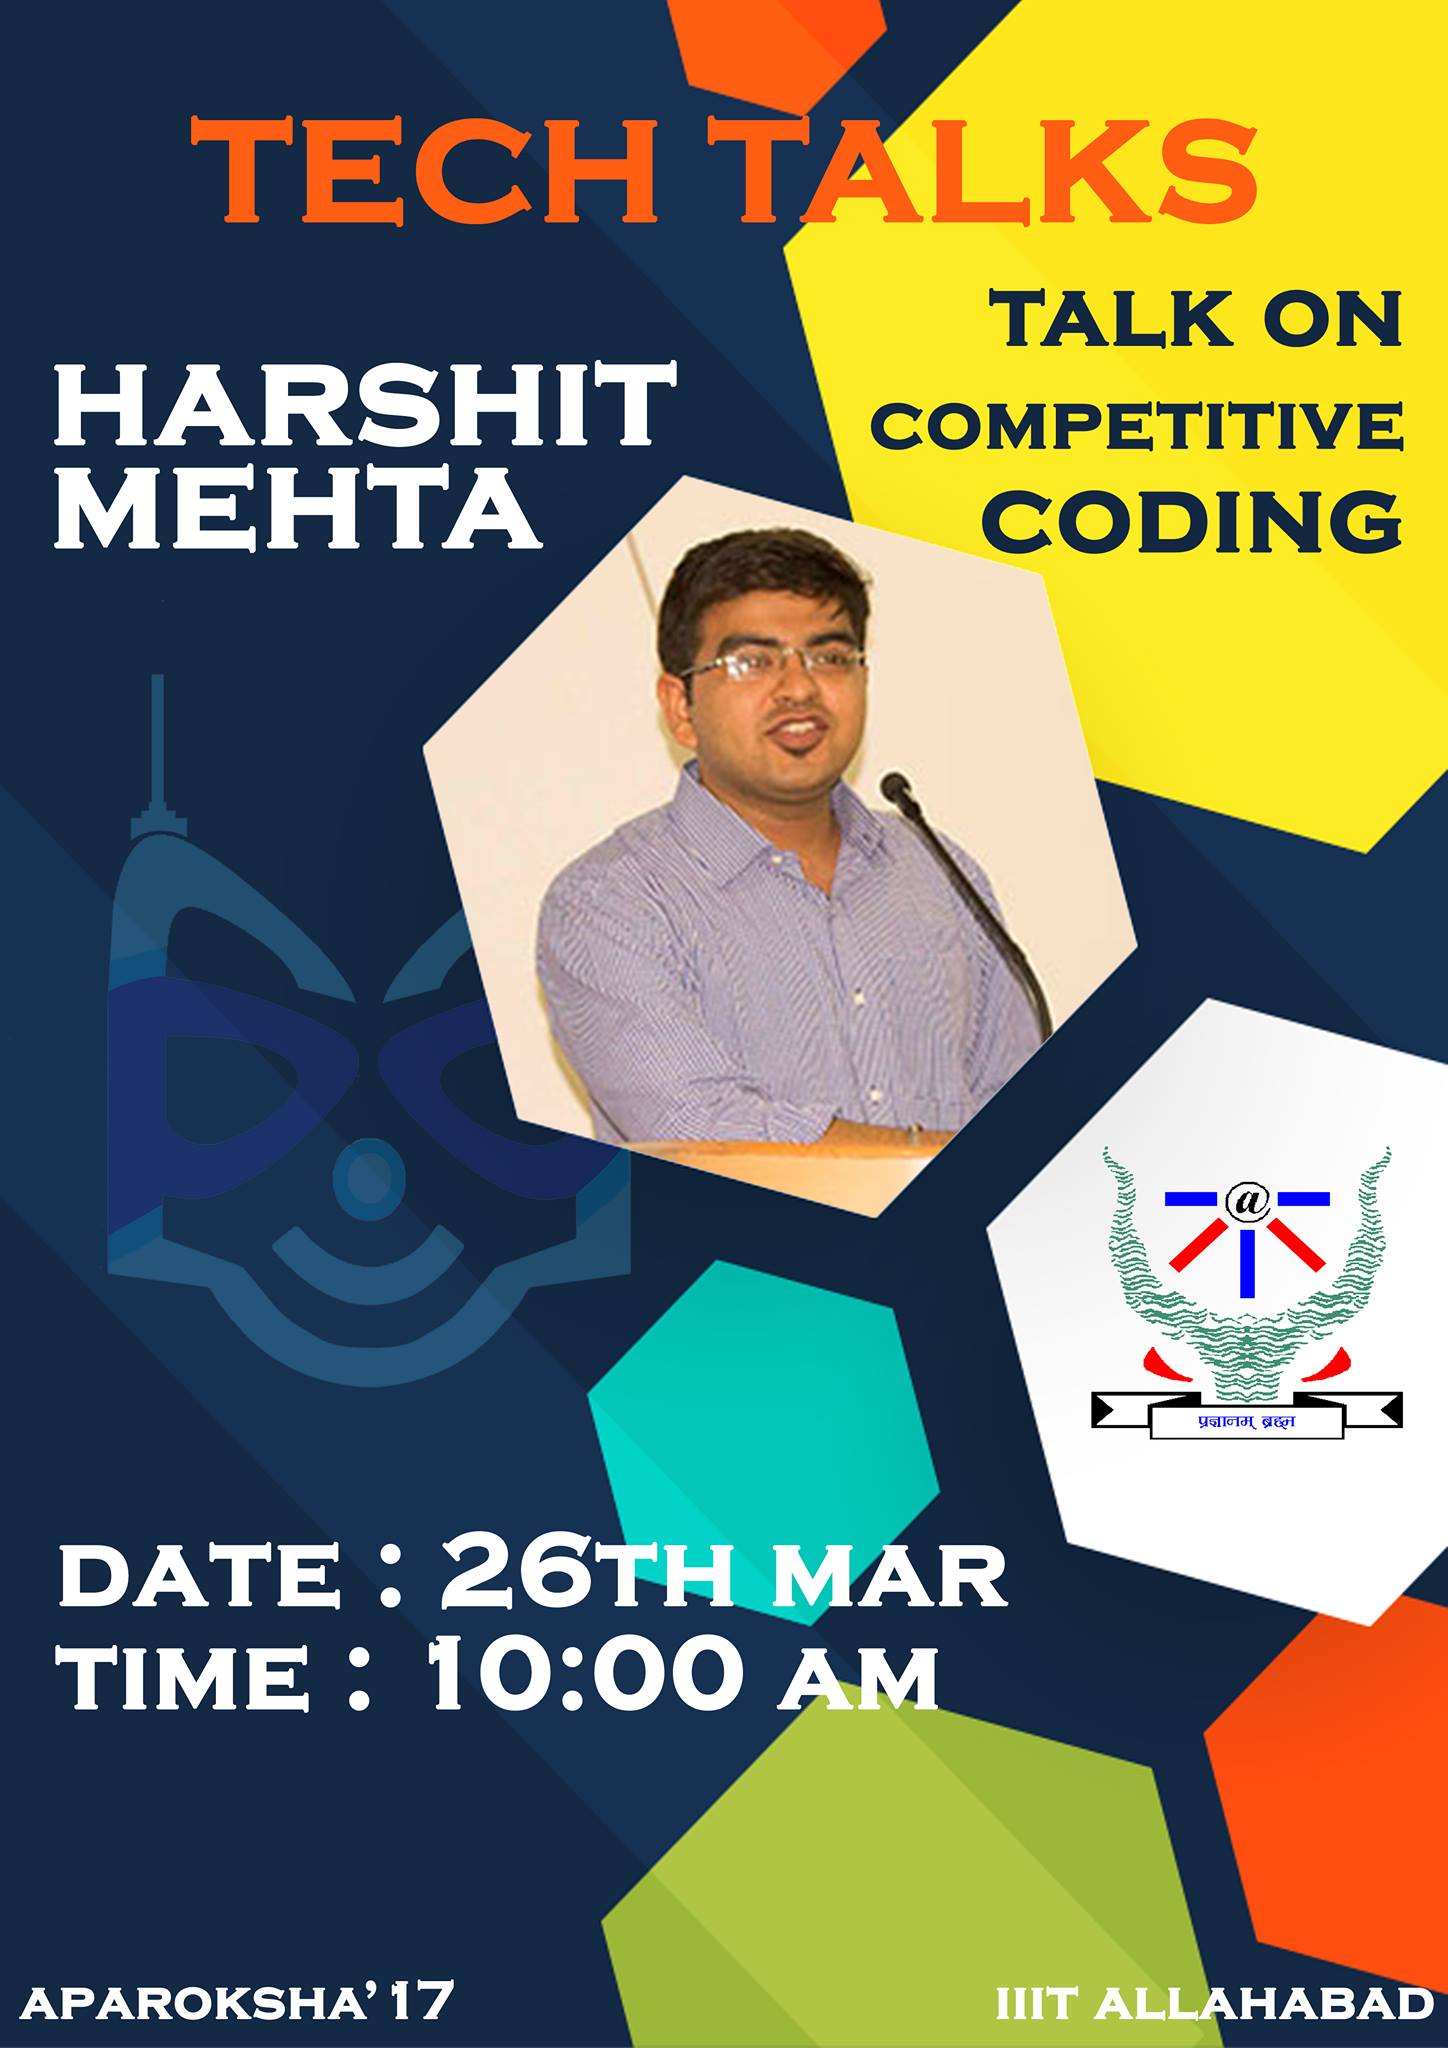 TECH TALKS
HARSHIT
MEHTA
TALK ON
COMPETITIVE
CODING
@
प्रज्ञानम् ब्रह्म
DATE : 26TH MAR
TIME : 10:00 AM
APAROKSHA'17
IIIT ALLAHABAD